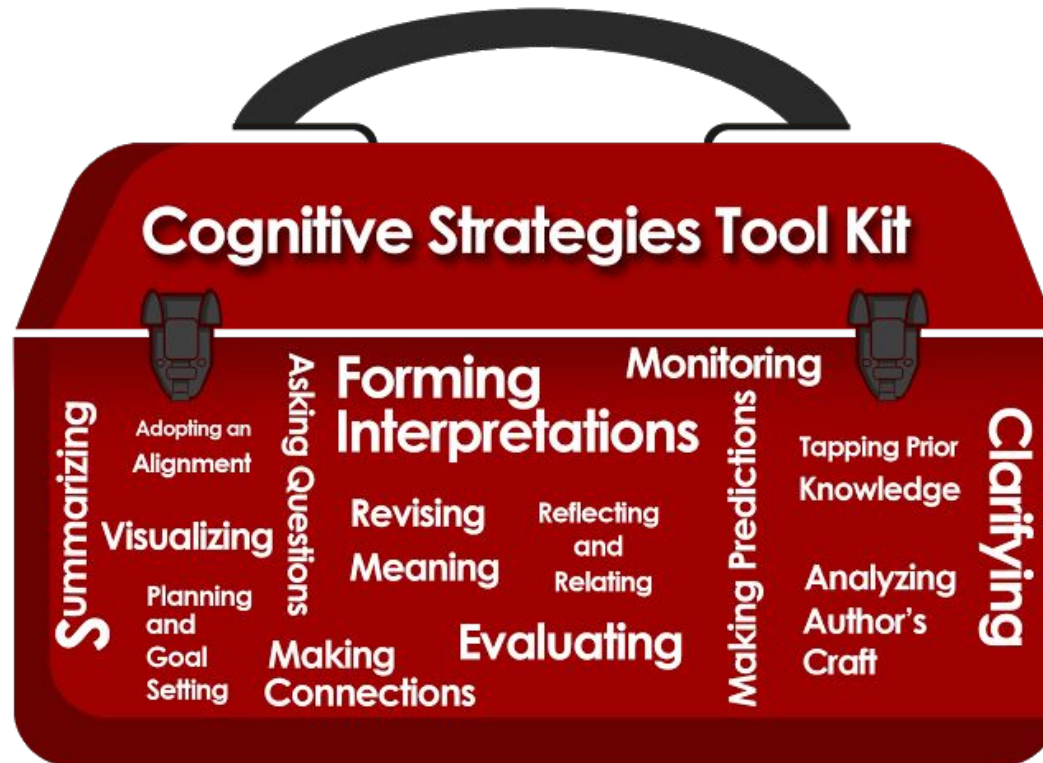 Cognitive Strategies Tool Kit
Summarizing
Adopting an
Alignment
Visualizing
Planning
and
Goal
Setting
Asking Questions
Forming
Interpretations
Revising
Meaning
Reflecting
and
Relating
Making
Connections
Evaluating
Monitoring
Making Predictions
Tapping Prior
Knowledge
Analyzing
Author's
Craft
Clarifying